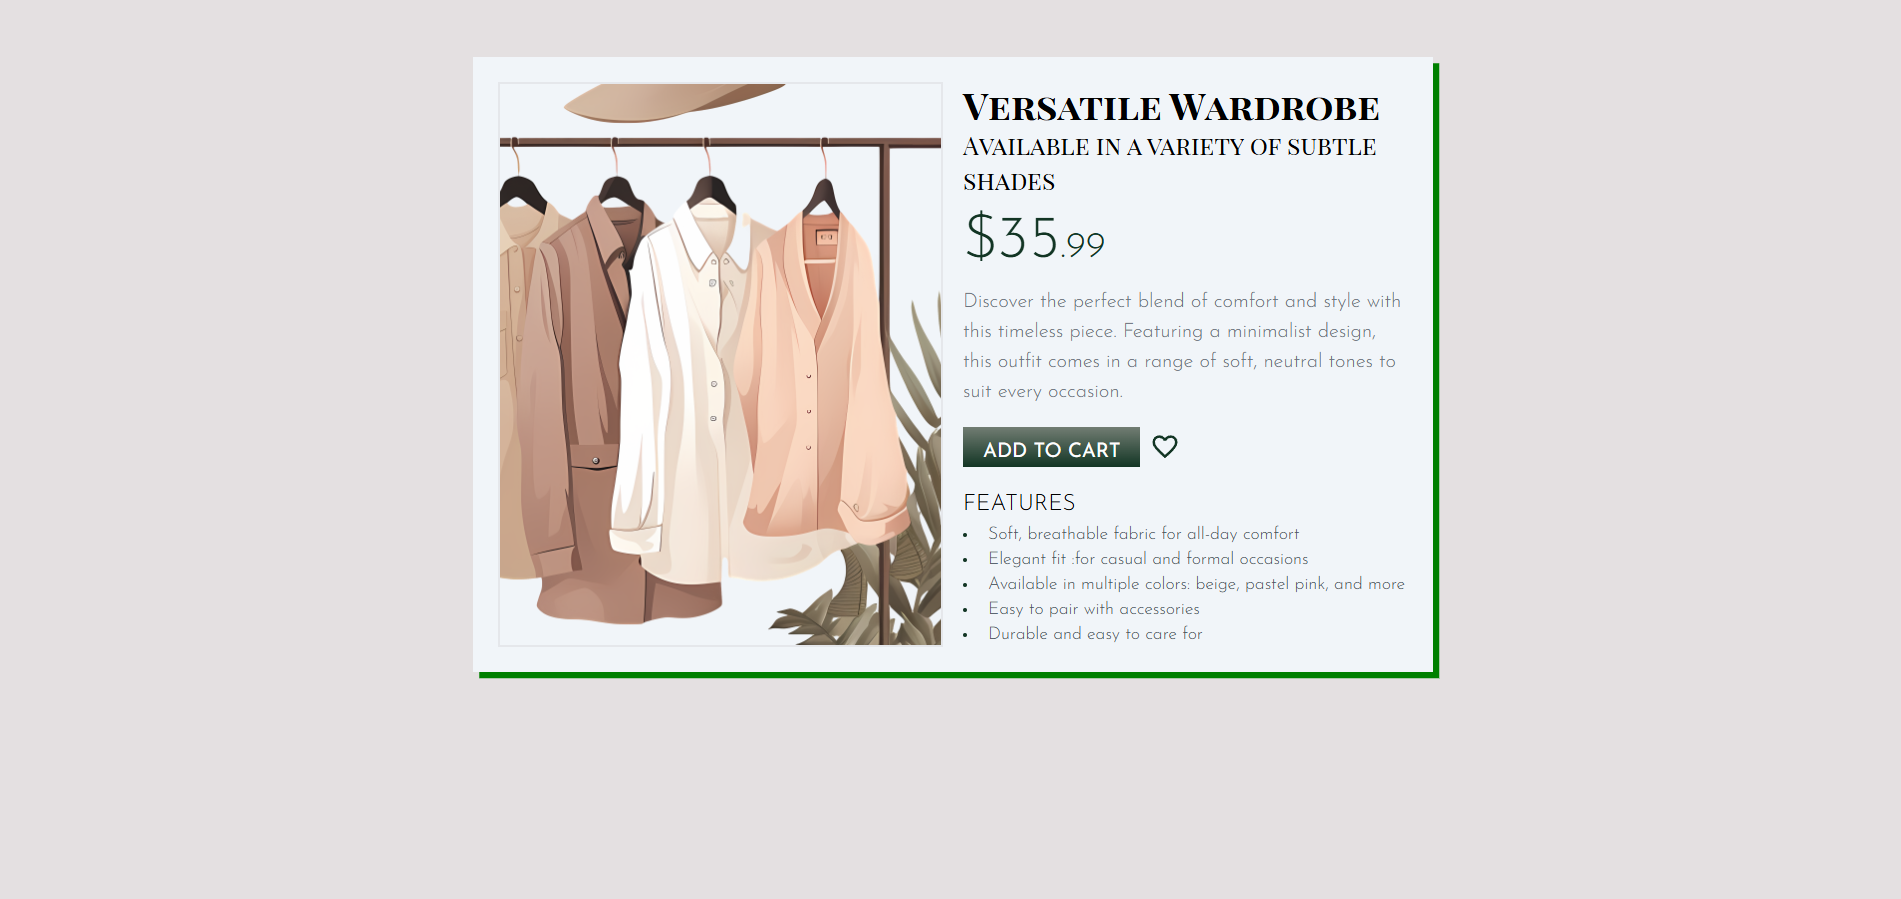 Versatile Wardrobe
Available in a variety of subtle
shades
$35.99
Discover the perfect blend of comfort and style with
this timeless piece. Featuring a minimalist design,
this outfit comes in a range of soft, neutral tones to
suit every occasion.
ADD TO CART
FEATURES
• Soft, breathable fabric for all-day comfort
• Elegant fit :for casual and formal occasions
• Available in multiple colors: beige, pastel pink, and more
• Easy to pair with accessories
• Durable and easy to care for